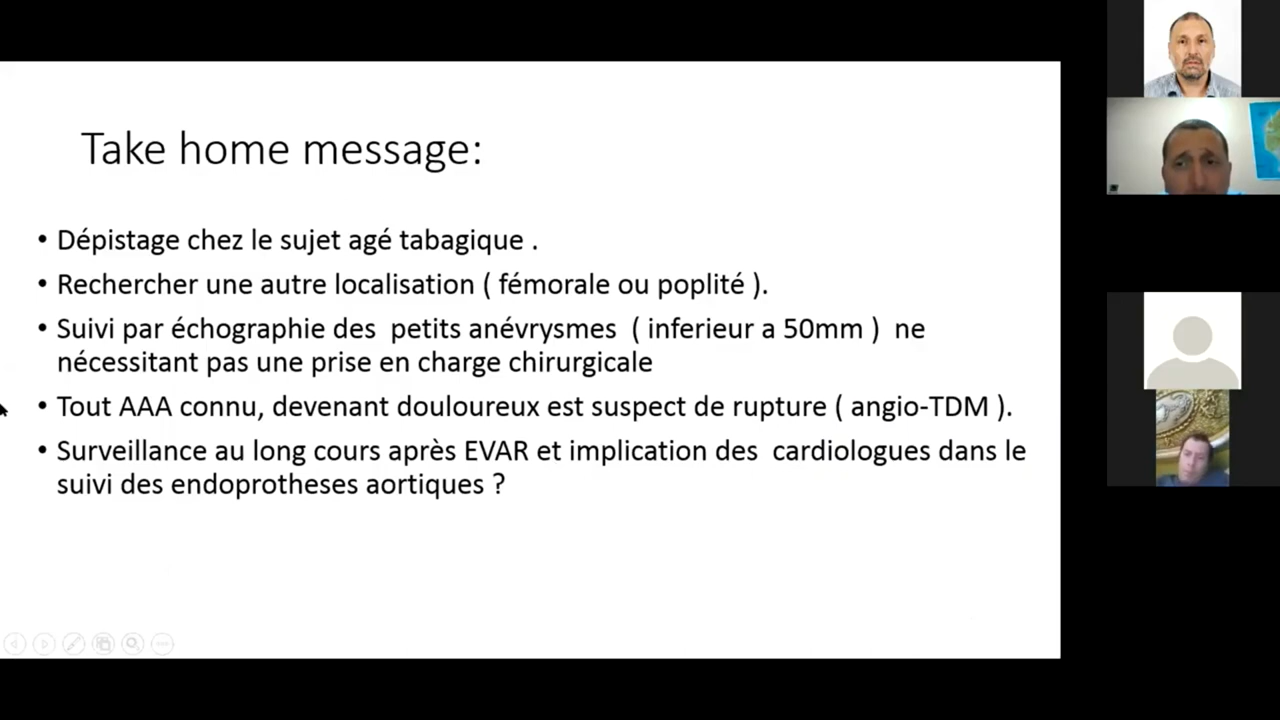 Take home message:
• Dépistage chez le sujet agé tabagique .
• Rechercher une autre localisation ( fémorale ou poplité ).
• Suivi par échographie des  petits anévrysmes  ( inferieur a 50mm )  ne
nécessitant pas une prise en charge chirurgicale
• Tout AAA connu, devenant douloureux est suspect de rupture ( angio-TDM ).
• Surveillance au long cours après EVAR et implication des  cardiologues dans le
suivi des endoprotheses aortiques ?